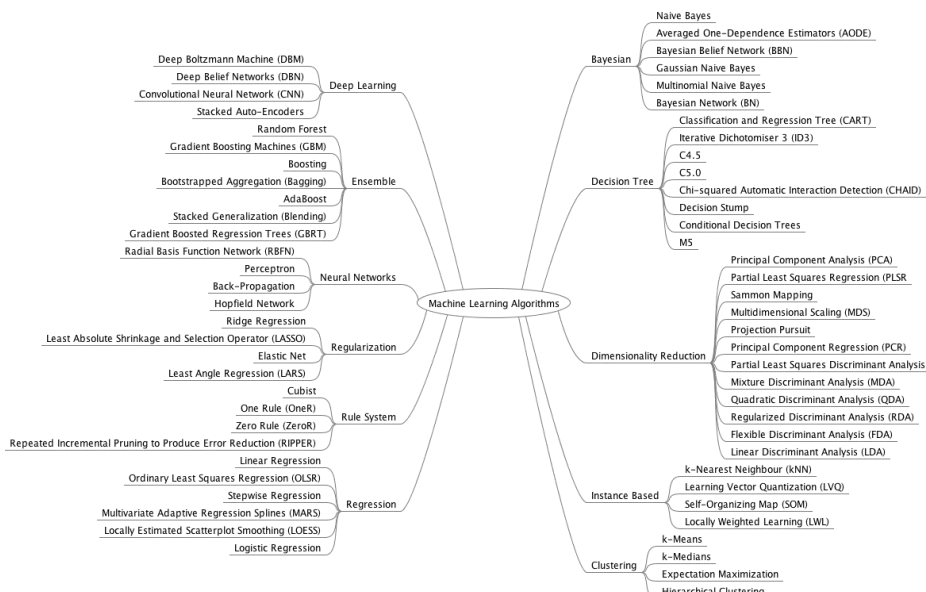 Machine Learning Algorithms
Deep Learning
Deep Boltzmann Machine (DBM)
Deep Belief Networks (DBN)
Convolutional Neural Network (CNN)
Stacked Auto-Encoders
Ensemble
Random Forest
Gradient Boosting Machines (GBM)
Boosting
Bootstrapped Aggregation (Bagging)
AdaBoost
Stacked Generalization (Blending)
Gradient Boosted Regression Trees (GBRT)
Neural Networks
Radial Basis Function Network (RBFN)
Perceptron
Back-Propagation
Hopfield Network
Regularization
Ridge Regression
Least Absolute Shrinkage and Selection Operator (LASSO)
Elastic Net
Least Angle Regression (LARS)
Rule System
Cubist
One Rule (OneR)
Zero Rule (ZeroR)
Repeated Incremental Pruning to Produce Error Reduction (RIPPER)
Regression
Linear Regression
Ordinary Least Squares Regression (OLSR)
Stepwise Regression
Multivariate Adaptive Regression Splines (MARS)
Locally Estimated Scatterplot Smoothing (LOESS)
Logistic Regression
Bayesian
Naive Bayes
Averaged One-Dependence Estimators (AODE)
Bayesian Belief Network (BBN)
Gaussian Naive Bayes
Multinomial Naive Bayes
Bayesian Network (BN)
Decision Tree
Classification and Regression Tree (CART)
Iterative Dichotomiser 3 (ID3)
C4.5
C5.0
Chi-squared Automatic Interaction Detection (CHAID)
Decision Stump
Conditional Decision Trees
M5
Dimensionality Reduction
Principal Component Analysis (PCA)
Partial Least Squares Regression (PLSR
Sammon Mapping
Multidimensional Scaling (MDS)
Projection Pursuit
Principal Component Regression (PCR)
Partial Least Squares Discriminant Analysis
Mixture Discriminant Analysis (MDA)
Quadratic Discriminant Analysis (QDA)
Regularized Discriminant Analysis (RDA)
Flexible Discriminant Analysis (FDA)
Linear Discriminant Analysis (LDA)
Instance Based
k-Nearest Neighbour (kNN)
Learning Vector Quantization (LVQ)
Self-Organizing Map (SOM)
Locally Weighted Learning (LWL)
Clustering
k-Means
k-Medians
Expectation Maximization
Hierarchical Clustering